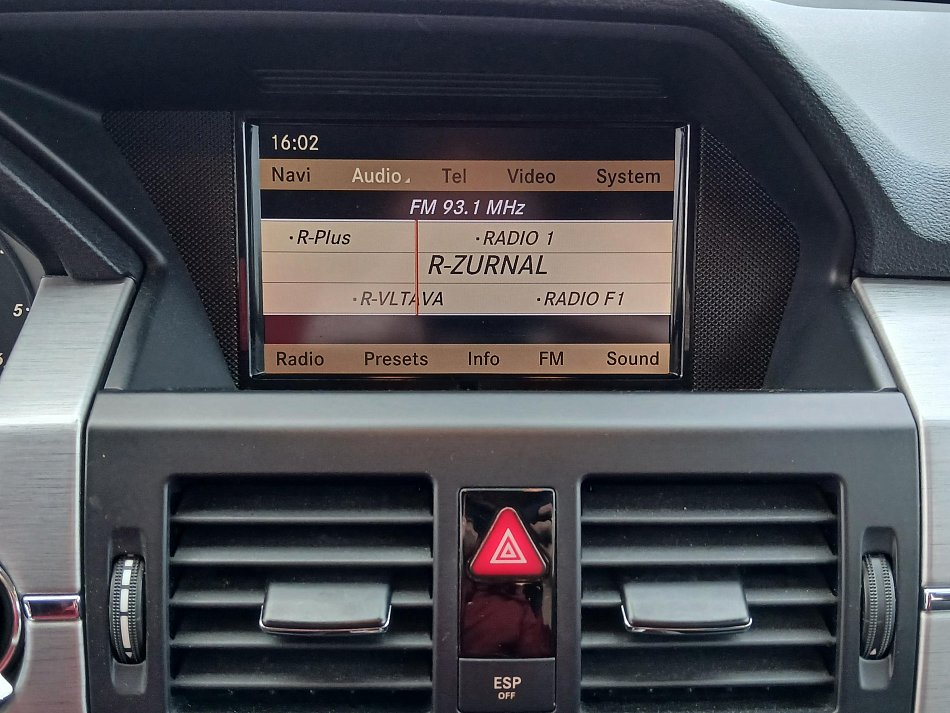 16:02
Navi Audio Tel Video System
FM 93.1 MHz
·R-Plus ·RADIO 1
R-ZURNAL
·R-VLTAVA ·RADIO F1
Radio Presets Info FM Sound
5·
ESP
OFF